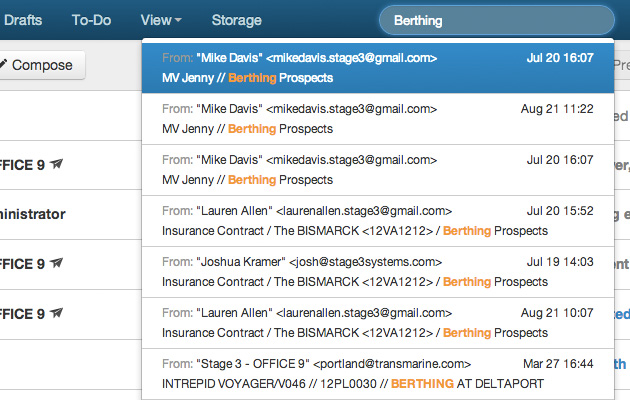 Drafts To-Do View Storage Berthing
Compose
From: "Mike Davis" <mikedavis.stage3@gmail.com> Jul 20 16:07
MV Jenny // Berthing Prospects
From: "Mike Davis" <mikedavis.stage3@gmail.com> Aug 21 11:22
MV Jenny // Berthing Prospects
OFFICE 9
From: "Mike Davis" <mikedavis.stage3@gmail.com> Jul 20 16:07
MV Jenny // Berthing Prospects
From: "Lauren Allen" <laurenallen.stage3@gmail.com> Jul 20 15:52
Insurance Contract / The BISMARCK <12VA1212> / Berthing Prospects
From: "Joshua Kramer" <josh@stage3systems.com> Jul 19 14:03
OFFICE 9
Insurance Contract / The BISMARCK <12VA1212> / Berthing Prospects
From: "Lauren Allen" <laurenallen.stage3@gmail.com> Aug 21 10:07
OFFICE 9
Insurance Contract / The BISMARCK <12VA1212> / Berthing Prospects
From: "Stage 3 - OFFICE 9" <portland@transmarine.com> Mar 27 16:44
INTREPID VOYAGER/V046 // 12PL0030 // BERTHING AT DELTAPORT